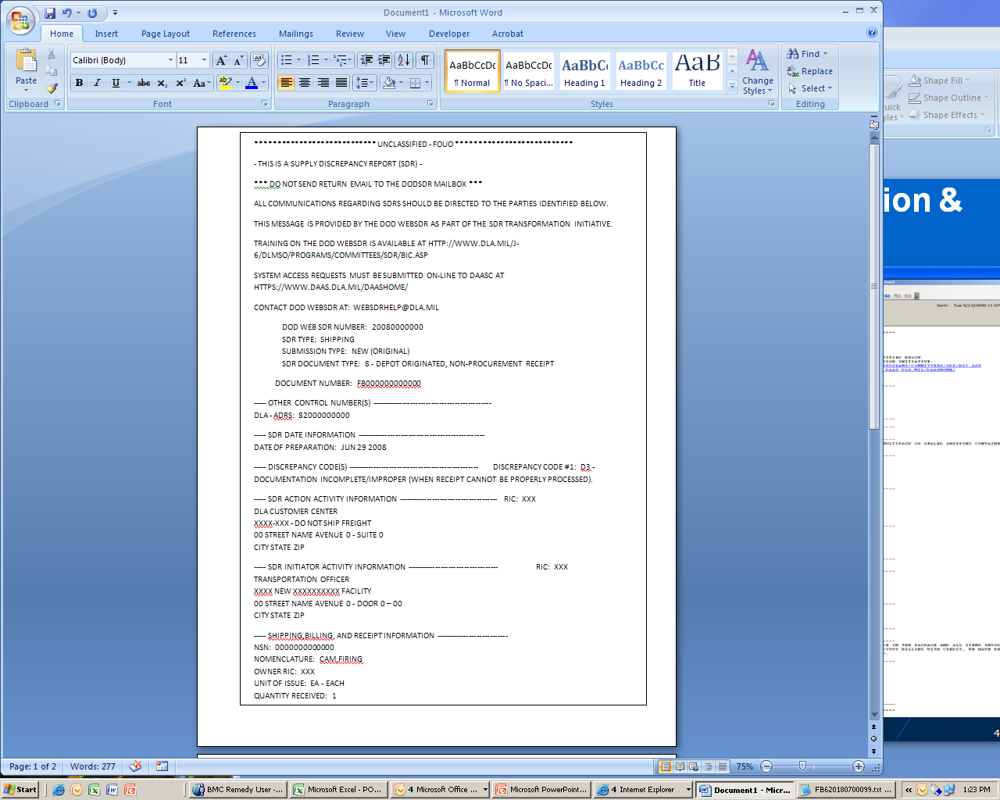 Document1 - Microsoft Word
Home Insert Page Layout References Mailings Review View Developer Acrobat
Paste
Clipboard
Calibri (Body) 11
B I U abc x₂ x² Aa A
Font
Paragraph
AaBbCcDc AaBbCcDc AaBbC AaBbCc AaB
¶ Normal ¶ No Spaci... Heading 1 Heading 2 Title
Change Styles
Styles
Find
Replace
Select
Editing
Shape Fill
Shape Outline
Shape Effects
ion &
**************************** UNCLASSIFIED - FOUO ***************************
- THIS IS A SUPPLY DISCREPANCY REPORT (SDR) -
*** DO NOT SEND RETURN EMAIL TO THE DODSDR MAILBOX ***
ALL COMMUNICATIONS REGARDING SDRS SHOULD BE DIRECTED TO THE PARTIES IDENTIFIED BELOW.
THIS MESSAGE IS PROVIDED BY THE DOD WEBSDR AS PART OF THE SDR TRANSFORMATION INITIATIVE.
TRAINING ON THE DOD WEBSDR IS AVAILABLE AT HTTP://WWW.DLA.MIL/J-
6/DLMSO/PROGRAMS/COMMITTEES/SDR/BIC.ASP
SYSTEM ACCESS REQUESTS MUST BE SUBMITTED ON-LINE TO DAASC AT
HTTPS://WWW.DAAS.DLA.MIL/DAASHOME/
CONTACT DOD WEBSDR AT: WEBSDRHELP@DLA.MIL
DOD WEB SDR NUMBER: 20080000000
SDR TYPE: SHIPPING
SUBMISSION TYPE: NEW (ORIGINAL)
SDR DOCUMENT TYPE: 8 - DEPOT ORIGINATED, NON-PROCUREMENT RECEIPT
DOCUMENT NUMBER: FB000000000000
----- OTHER CONTROL NUMBER(S) --------------------------------------------------
DLA - ADRS: 82000000000
----- SDR DATE INFORMATION ------------------------------------------------------
DATE OF PREPARATION: JUN 29 2008
----- DISCREPANCY CODE(S) ------------------------------------------------------- DISCREPANCY CODE #1: D3 -
DOCUMENTATION INCOMPLETE/IMPROPER (WHEN RECEIPT CANNOT BE PROPERLY PROCESSED).
----- SDR ACTION ACTIVITY INFORMATION ----------------------------------------- RIC: XXX
DLA CUSTOMER CENTER
XXXX-XXX - DO NOT SHIP FREIGHT
00 STREET NAME AVENUE 0 - SUITE 0
CITY STATE ZIP
----- SDR INITIATOR ACTIVITY INFORMATION -------------------------------------- RIC: XXX
TRANSPORTATION OFFICER
XXXX NEW XXXXXXXXXX FACILITY
00 STREET NAME AVENUE 0 - DOOR 0 – 00
CITY STATE ZIP
----- SHIPPING,BILLING, AND RECEIPT INFORMATION ------------------------------
NSN: 0000000000000
NOMENCLATURE: CAM,FIRING
OWNER RIC: XXX
UNIT OF ISSUE: EA - EACH
QUANTITY RECEIVED: 1
Page: 1 of 2 Words: 277 75%
Start BMC Remedy User -... Microsoft Excel - PO... 4 Microsoft Office ... Microsoft PowerPoint... 4 Internet Explorer Document1 - Micr... FB620180700099.txt ... 1:23 PM